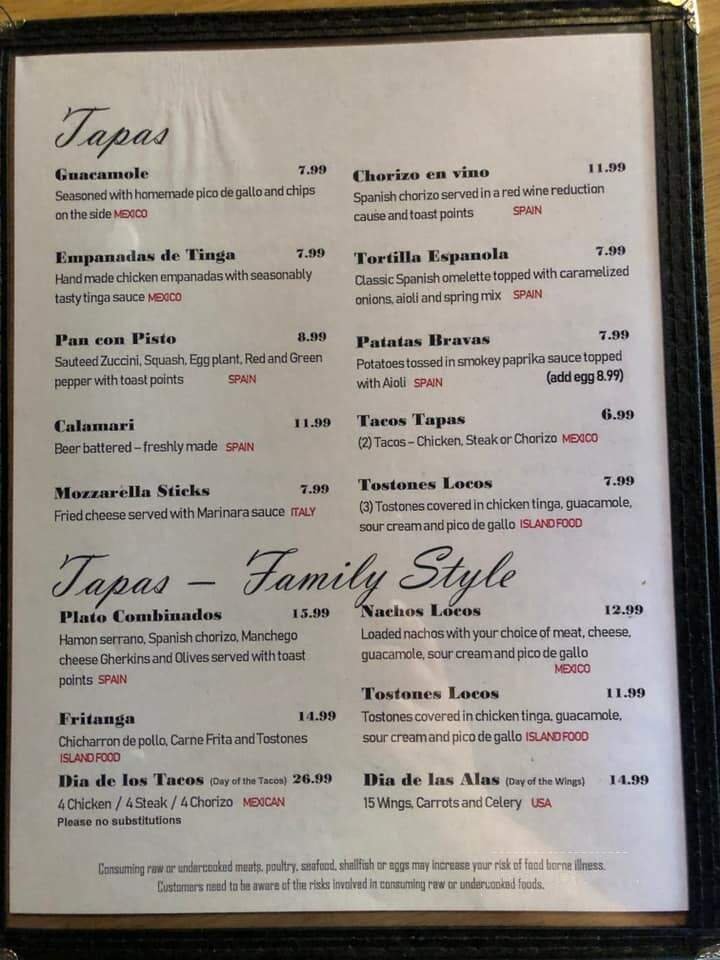 Tapas
Guacamole 7.99
Seasoned with homemade pico de gallo and chips
on the side MEXICO
Empanadas de Tinga 7.99
Hand made chicken empanadas with seasonably
tasty tinga sauce MEXICO
Pan con Pisto 8.99
Sauteed Zuccini, Squash, Egg plant, Red and Green
pepper with toast points SPAIN
Calamari 11.99
Beer battered – freshly made SPAIN
Mozzarella Sticks 7.99
Fried cheese served with Marinara sauce ITALY
Chorizo en vino 11.99
Spanish chorizo served in a red wine reduction
cause and toast points SPAIN
Tortilla Espanola 7.99
Classic Spanish omelette topped with caramelized
onions, aioli and spring mix SPAIN
Patatas Bravas 7.99
Potatoes tossed in smokey paprika sauce topped
with Aioli SPAIN (add egg 8.99)
Tacos Tapas 6.99
(2) Tacos – Chicken, Steak or Chorizo MEXICO
Tostones Locos 7.99
(3) Tostones covered in chicken tinga, guacamole,
sour cream and pico de gallo ISLAND FOOD
Tapas – Family Style
Plato Combinados 15.99
Hamon serrano, Spanish chorizo, Manchego
cheese Gherkins and Olives served with toast
points SPAIN
Fritanga 14.99
Chicharron de pollo, Carne Frita and Tostones
ISLAND FOOD
Dia de los Tacos (Day of the Tacos) 26.99
4 Chicken / 4 Steak / 4 Chorizo MEXICAN
Please no substitutions
Nachos Locos 12.99
Loaded nachos with your choice of meat, cheese,
guacamole, sour cream and pico de gallo
MEXICO
Tostones Locos 11.99
Tostones covered in chicken tinga, guacamole,
sour cream and pico de gallo ISLAND FOOD
Dia de las Alas (Day of the Wings) 14.99
15 Wings, Carrots and Celery USA
Consuming raw or undercooked meats, poultry, seafood, shellfish or eggs may increase your risk of food borne illness.
Customers need to be aware of the risks involved in consuming raw or undercooked foods.